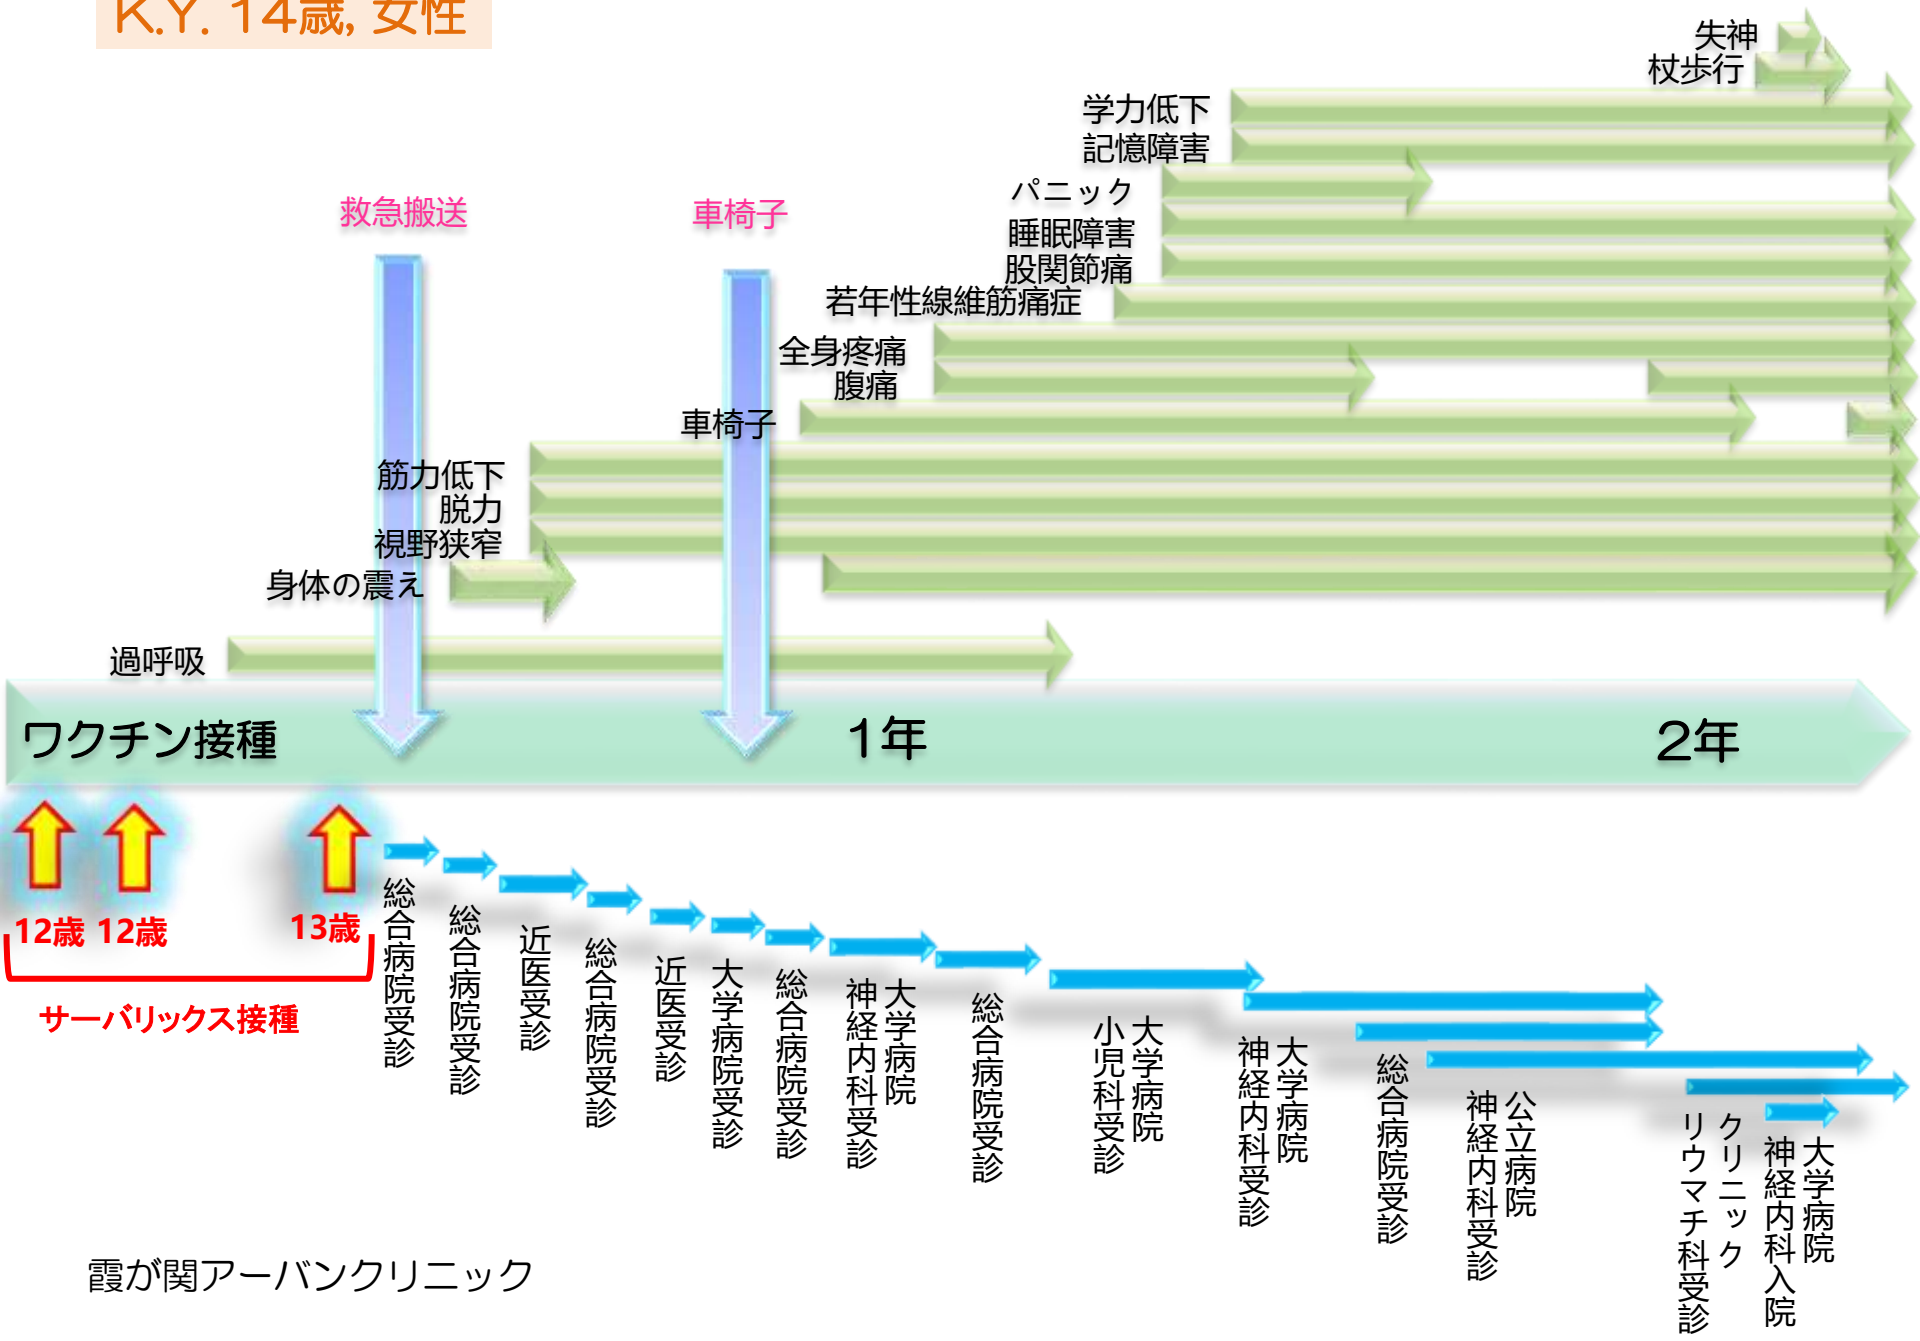 K.Y. 14歳, 女性
失神
杖歩行
学力低下
記憶障害
パニック
睡眠障害
股関節痛
若年性線維筋痛症
全身疼痛
腹痛
車椅子
筋力低下
脱力
視野狭窄
身体の震え
過呼吸
救急搬送
車椅子
ワクチン接種
1年
2年
12歳
12歳
13歳
サーバリックス接種
総合病院受診
総合病院受診
近医受診
総合病院受診
近医受診
大学病院受診
総合病院受診
大学病院
神経内科受診
総合病院受診
大学病院
小児科受診
大学病院
神経内科受診
総合病院受診
公立病院
神経内科受診
クリニック
リウマチ科受診
大学病院
神経内科入院
霞が関アーバンクリニック